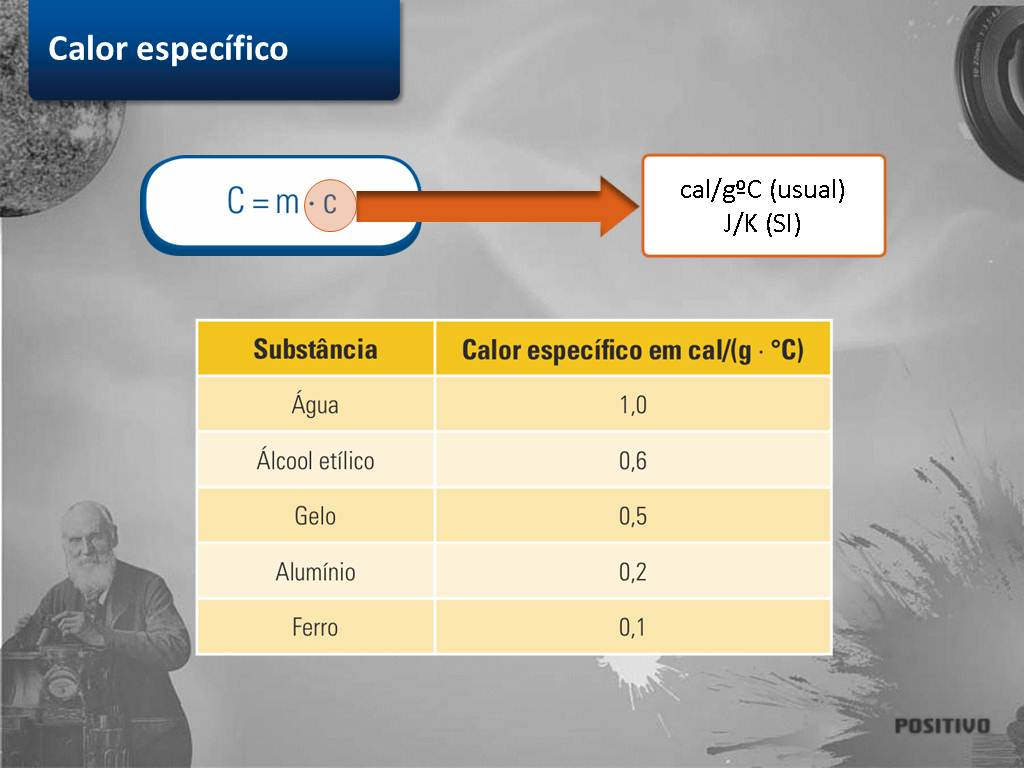 Calor específico
C = m · c
cal/gºC (usual)
J/K (SI)
Substância Calor específico em cal/(g · °C)
Água 1,0
Álcool etílico 0,6
Gelo 0,5
Alumínio 0,2
Ferro 0,1
POSITIVO